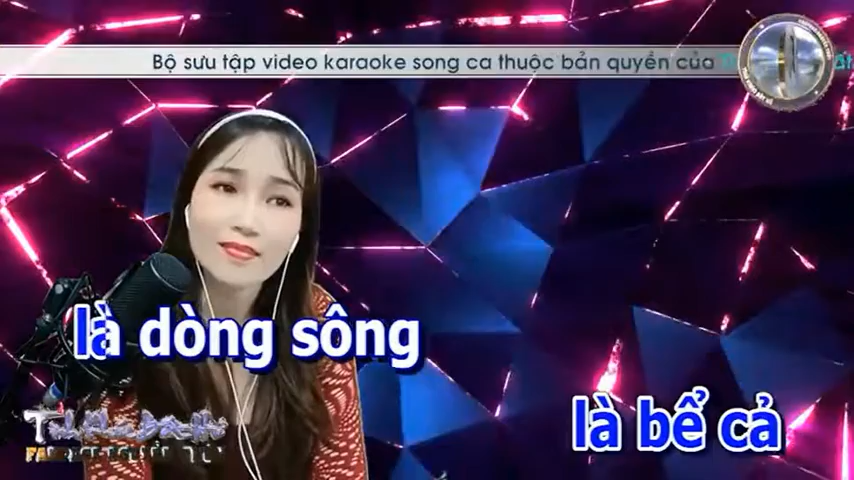 Bộ sưu tập video karaoke song ca thuộc bản quyền của
là dòng sông
là bể cả